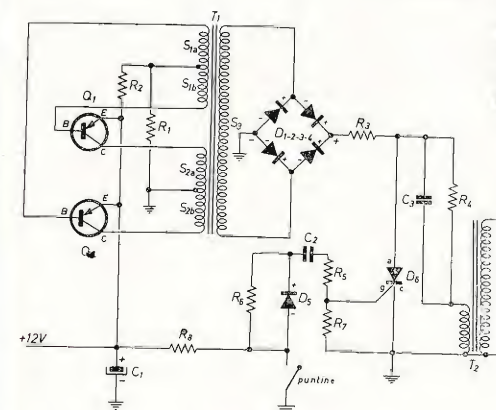 T1
S1a
S1b
R2
R1
Q1
B
E
C
S2a
S2b
S3
D1-2-3-4
+
R3
C3
R4
B
E
C
C2
R5
R6
D5
R7
a
D6
g
c
+12V
R8
+
C1
-
puntine
T2